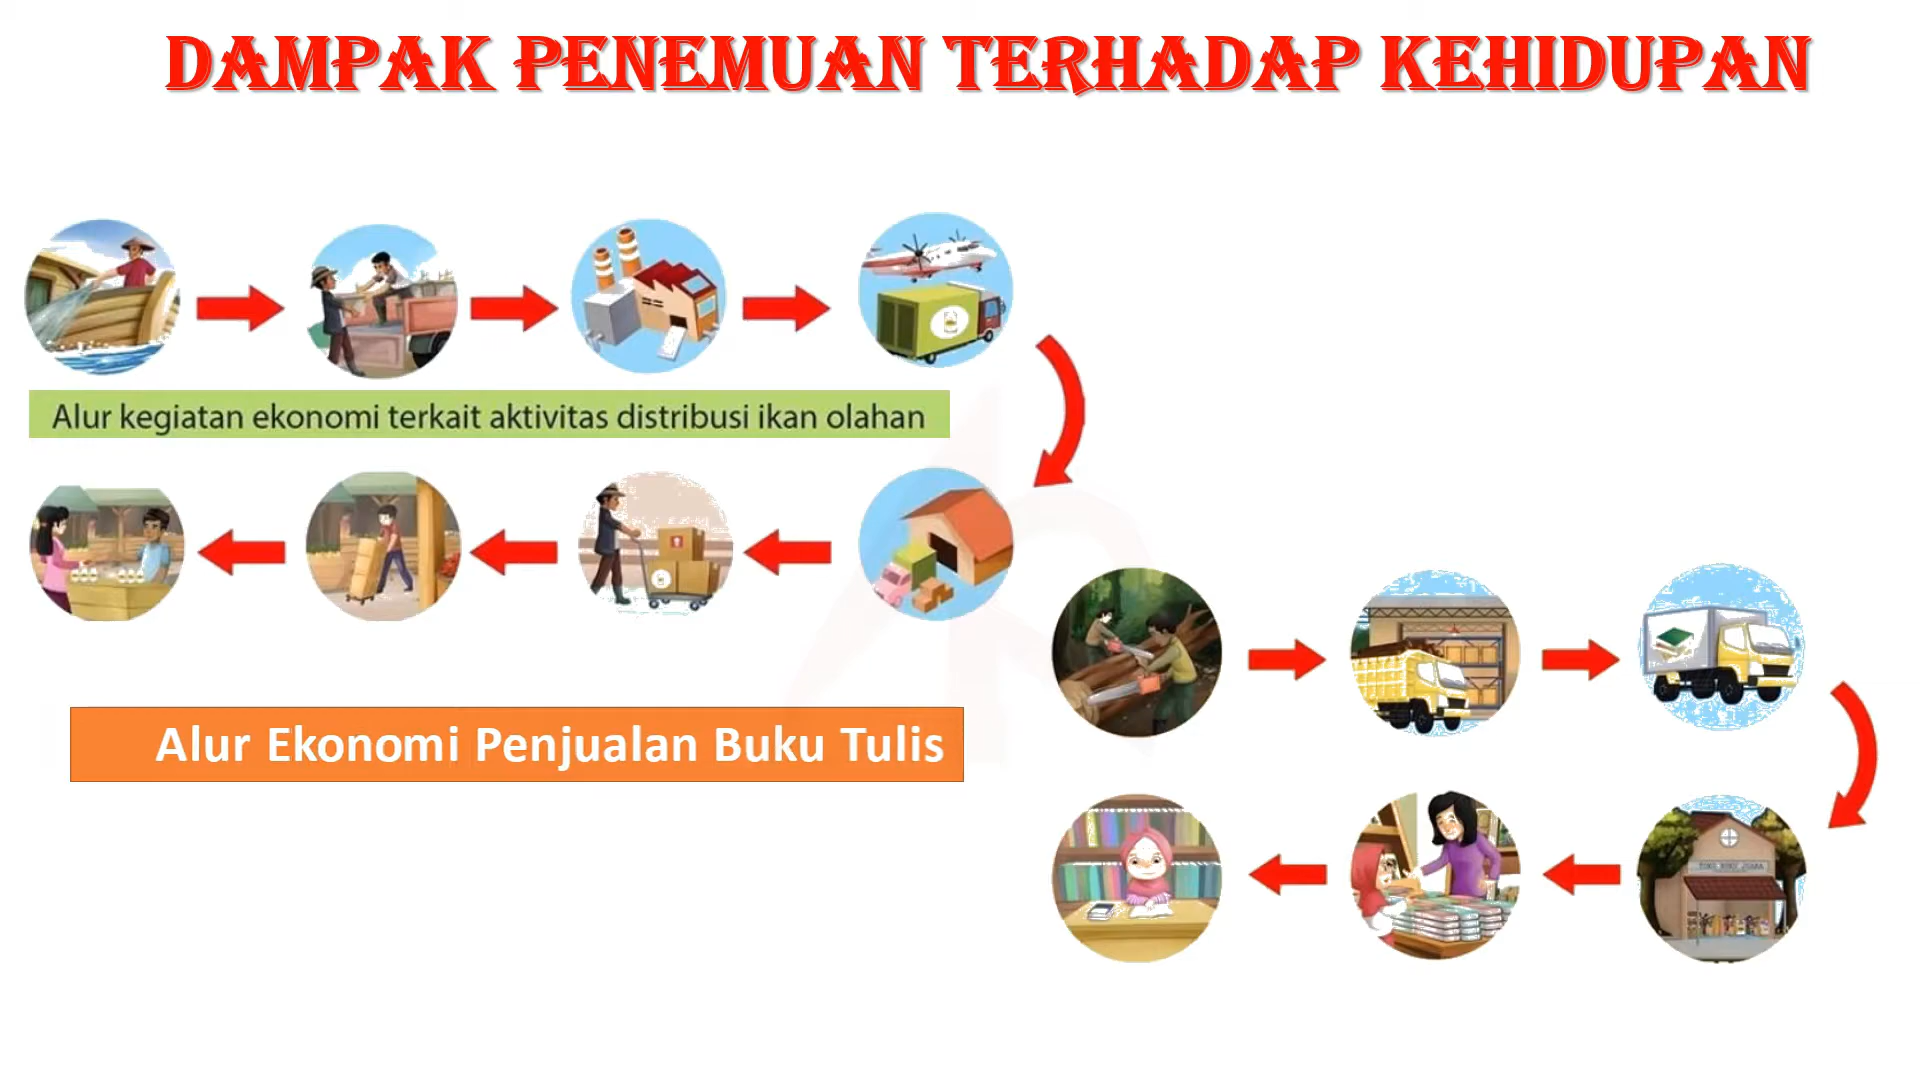 DAMPAK PENEMUAN TERHADAP KEHIDUPAN
Alur kegiatan ekonomi terkait aktivitas distribusi ikan olahan
Alur Ekonomi Penjualan Buku Tulis